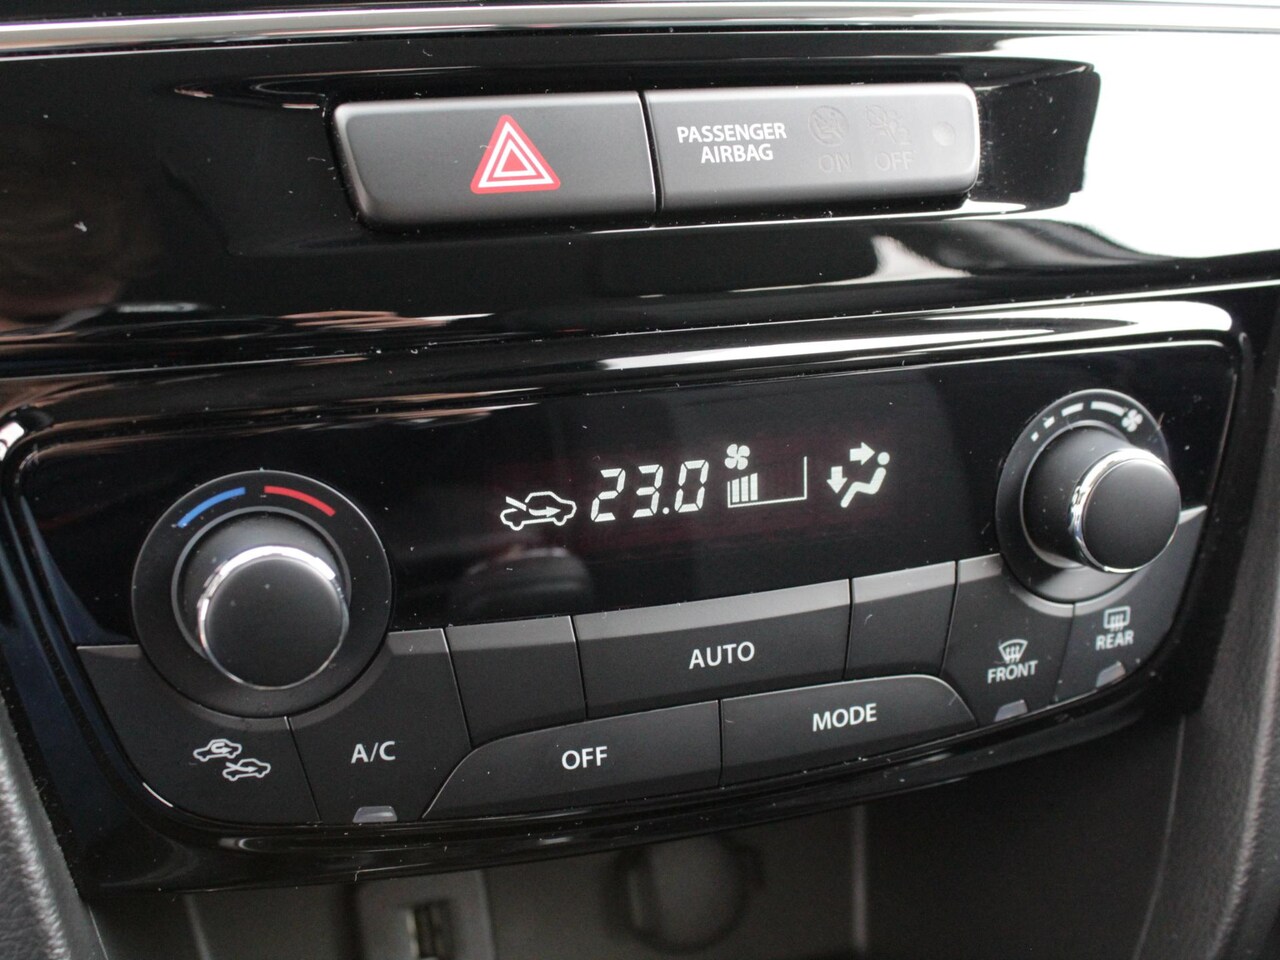 PASSENGER
AIRBAG
ON OFF
23.0
AUTO
FRONT
REAR
A/C
OFF
MODE